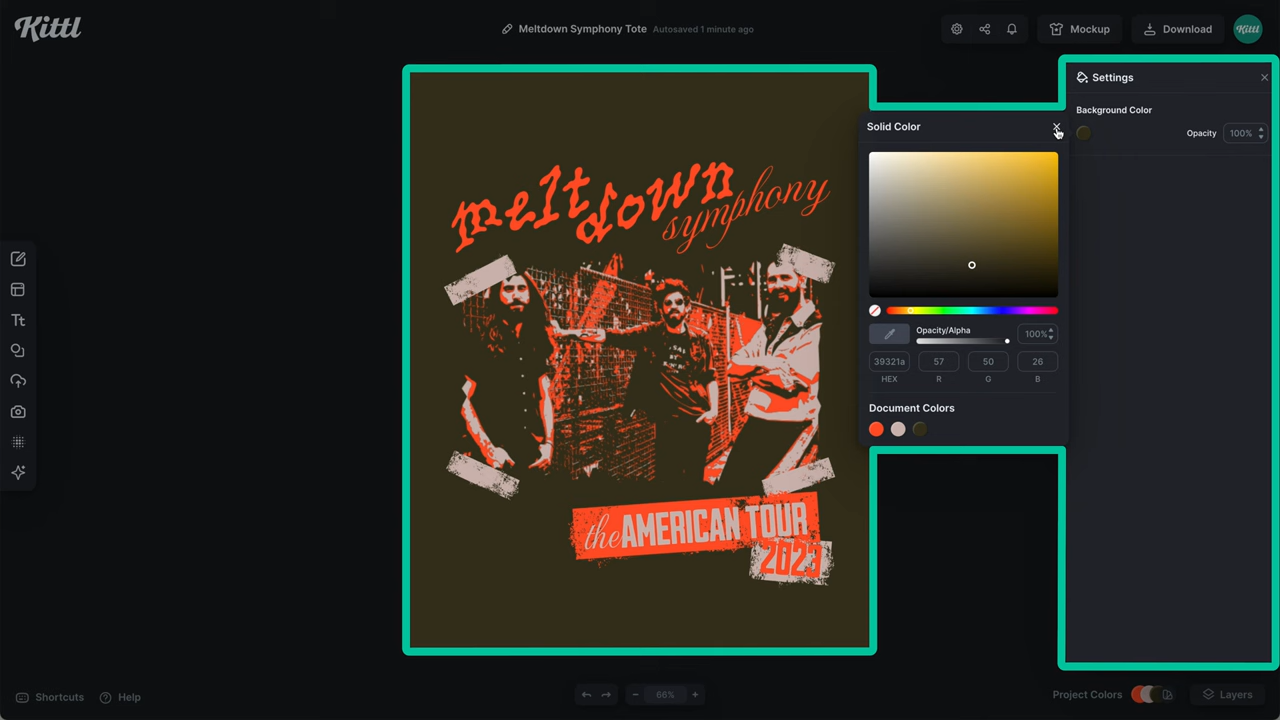 Kittl
Meltdown Symphony Tote Autosaved 1 minute ago
Mockup
Download
Kittl
Settings
Background Color
Opacity 100%
Solid Color
Opacity/Alpha
100%
39321a 57 50 26
HEX R G B
Document Colors
meltdown
symphony
the AMERICAN TOUR
2023
Tt
Shortcuts
Help
66%
Project Colors
Layers